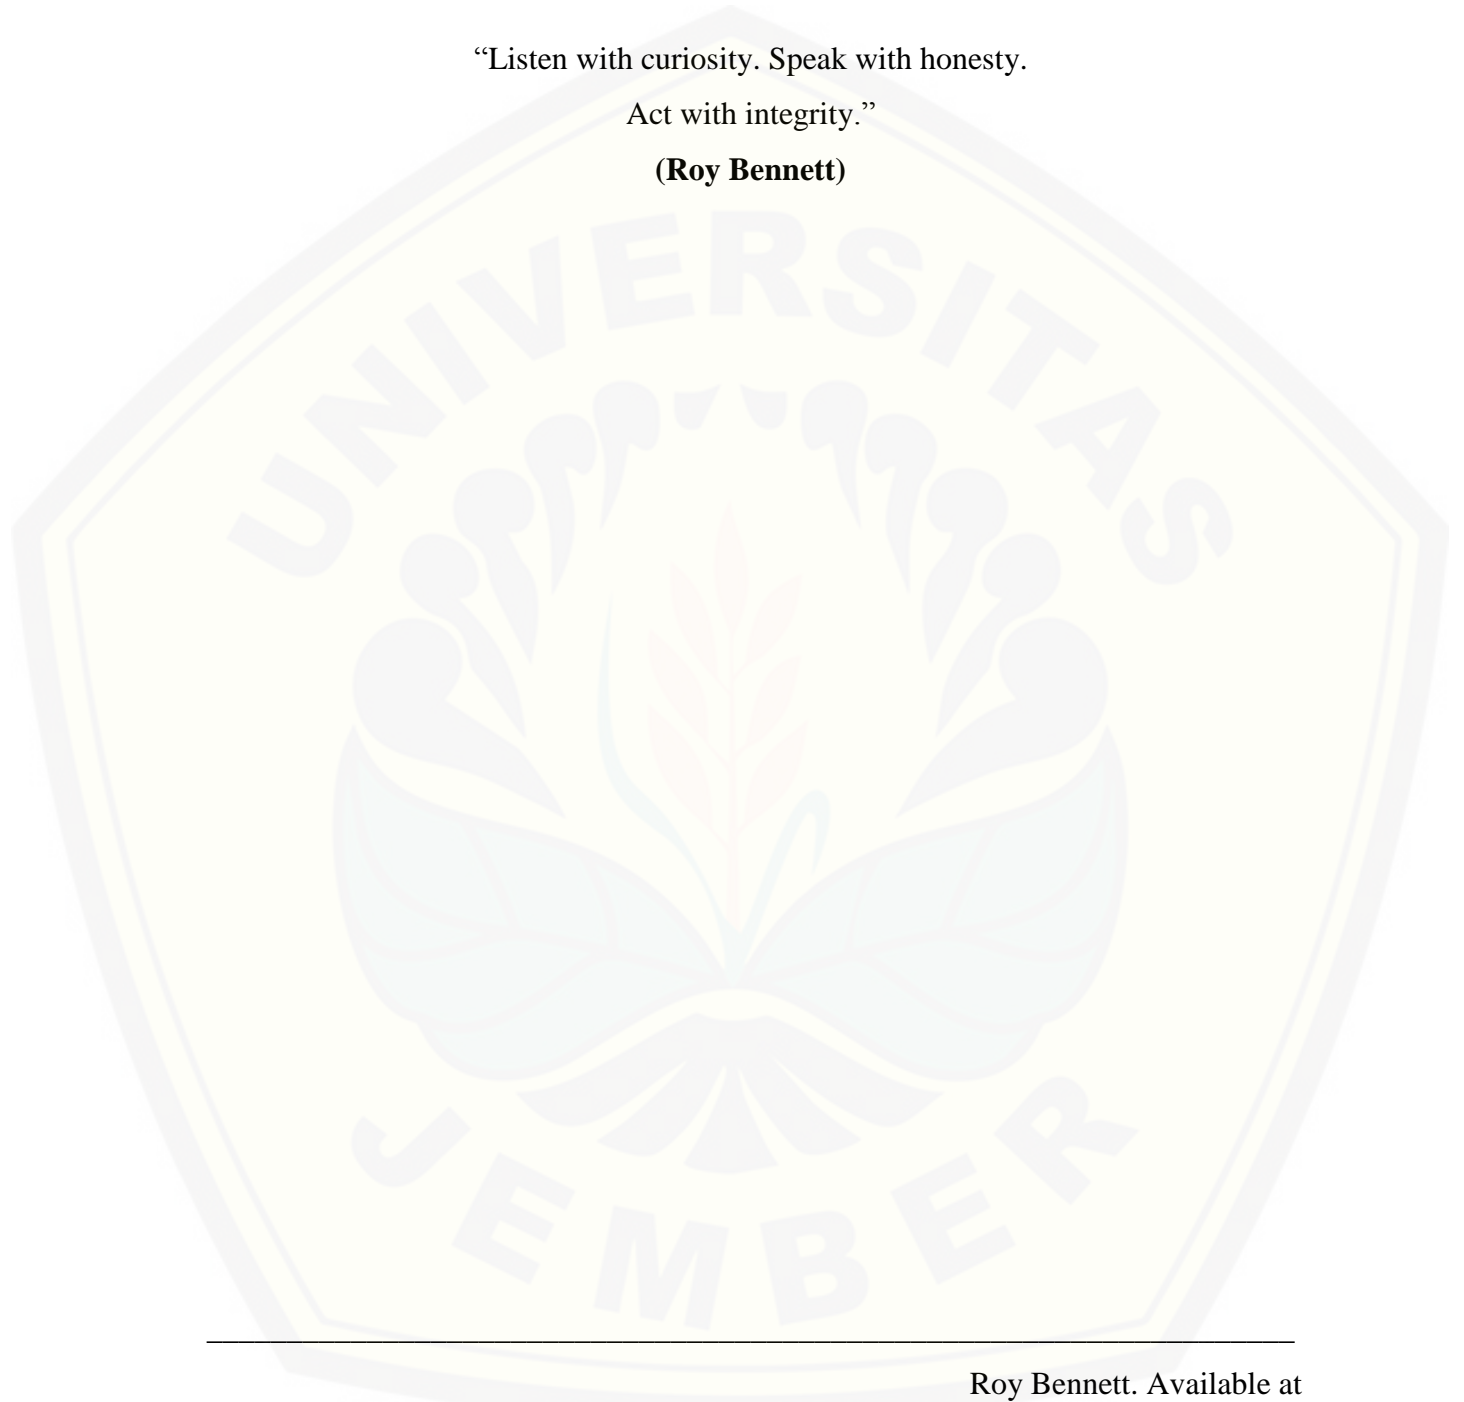 “Listen with curiosity. Speak with honesty.
Act with integrity.”
(Roy Bennett)
UNIVERSITAS
JEMBER
Roy Bennett. Available at